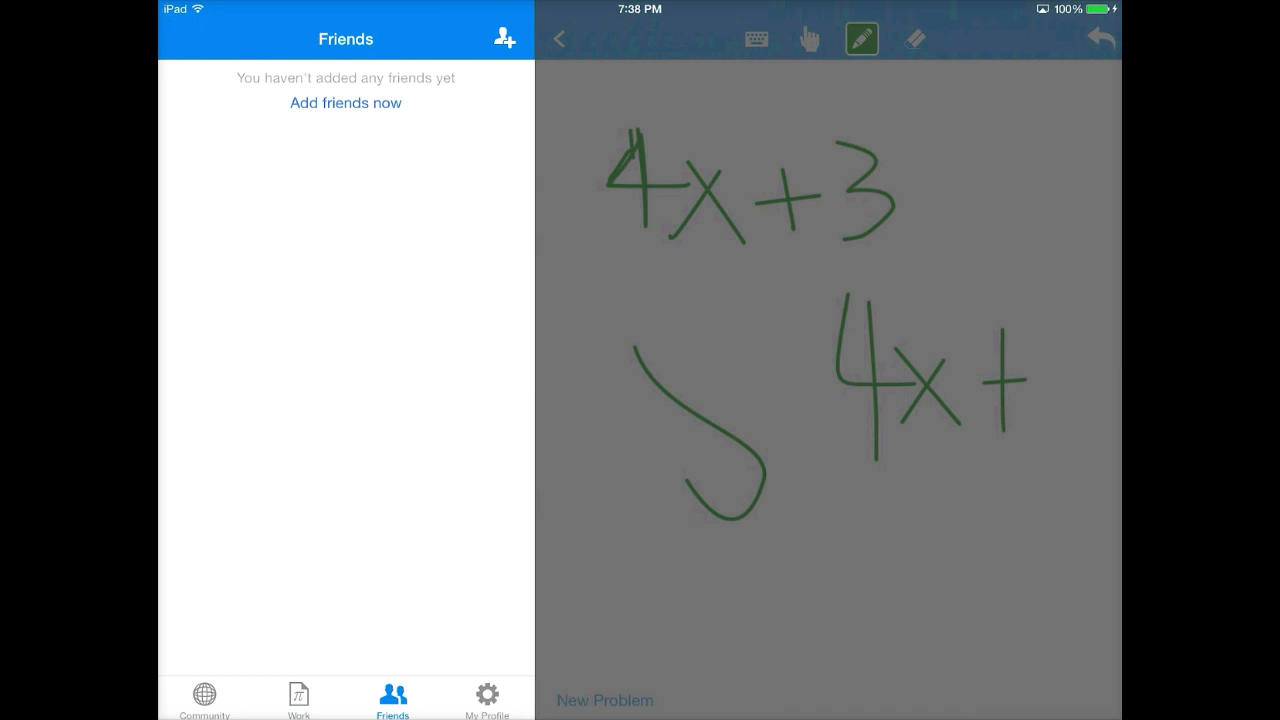 iPad 7:38 PM 100%
Friends
You haven't added any friends yet
Add friends now
4x+3
4x+
New Problem
Community Work Friends My Profile